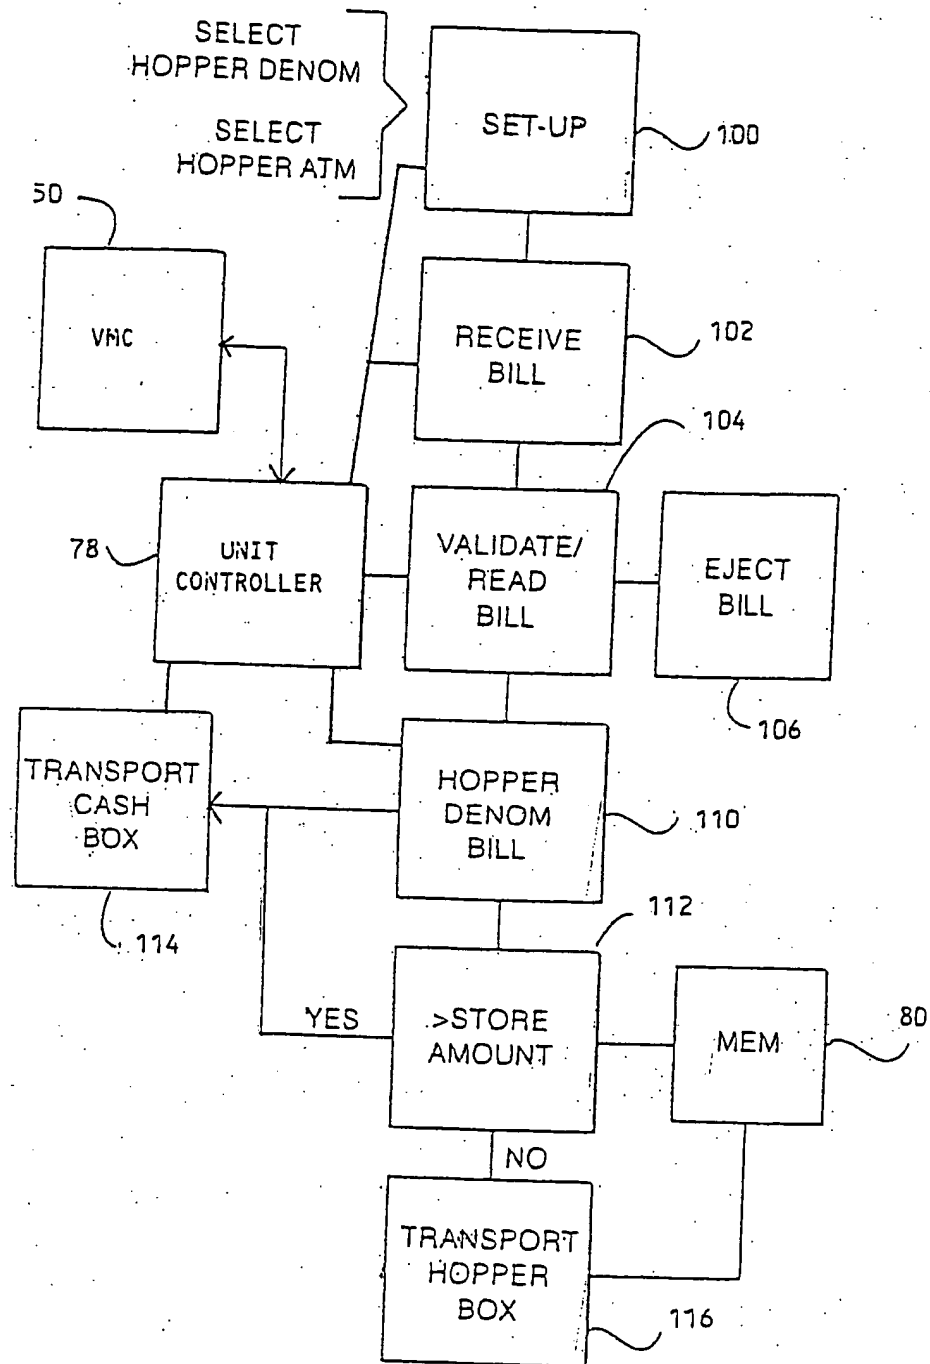 SELECT
HOPPER DENOM
SELECT
HOPPER ATM
SET-UP
100
50
VMC
RECEIVE
BILL
102
104
78
UNIT
CONTROLLER
VALIDATE/
READ
BILL
EJECT
BILL
106
TRANSPORT
CASH
BOX
114
HOPPER
DENOM
BILL
110
112
YES
>STORE
AMOUNT
MEM
80
NO
TRANSPORT
HOPPER
BOX
116